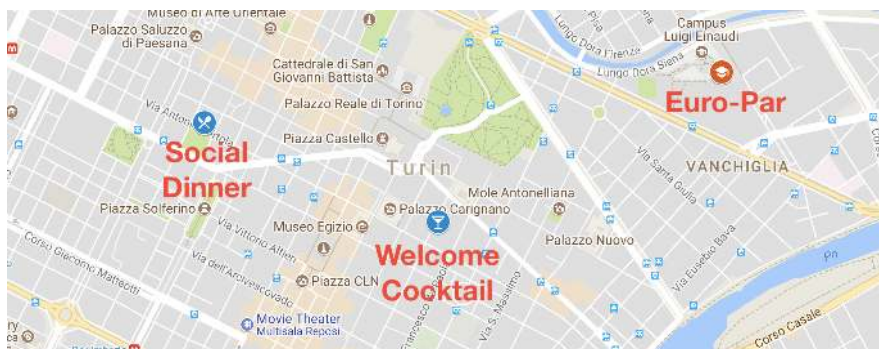 Museo di Arte Orientale
Palazzo Saluzzo
di Paesana
Cattedrale di San
Giovanni Battista
Palazzo Reale di Torino
Piazza Castello
Turin
Mole Antonelliana
Palazzo Carignano
Palazzo Nuovo
Campus
Luigi Einaudi
Lungo Dora Firenze
Lungo Dora Siena
Euro-Par
VANCHIGLIA
Via Santa Giulia
Via Eusebio Bava
Po
Corso Casale
Social
Dinner
Piazza Solferino
Via Vittorio Alfieri
Via dell'Arcivescovado
Corso Giacomo Matteotti
Museo Egizio
Piazza CLN
Welcome
Cocktail
Via S. Massimo
Movie Theater
Multisala Reposi